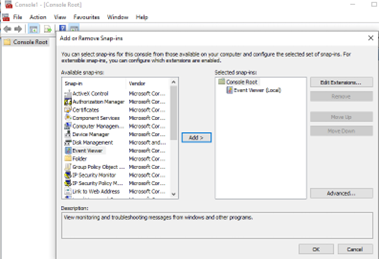 Console1 - [Console Root]
File Action View Favourites Window Help
Console Root
Add or Remove Snap-ins
You can select snap-ins for this console from those available on your computer and configure the selected set of snap-ins. For
extensible snap-ins, you can configure which extensions are enabled.
Available snap-ins:
Selected snap-ins:
Snap-in Vendor
ActiveX Control Microsoft Cor...
Authorization Manager Microsoft Cor...
Certificates Microsoft Cor...
Component Services Microsoft Cor...
Computer Managem... Microsoft Cor...
Device Manager Microsoft Cor...
Disk Management Microsoft and...
Event Viewer Microsoft Cor...
Folder Microsoft Cor...
Group Policy Object ... Microsoft Cor...
IP Security Monitor Microsoft Cor...
IP Security Policy M... Microsoft Cor...
Link to Web Address Microsoft Cor...
Add >
Console Root
Event Viewer (Local)
Edit Extensions...
Remove
Move Up
Move Down
Advanced...
Description:
View monitoring and troubleshooting messages from windows and other programs.
OK
Cancel